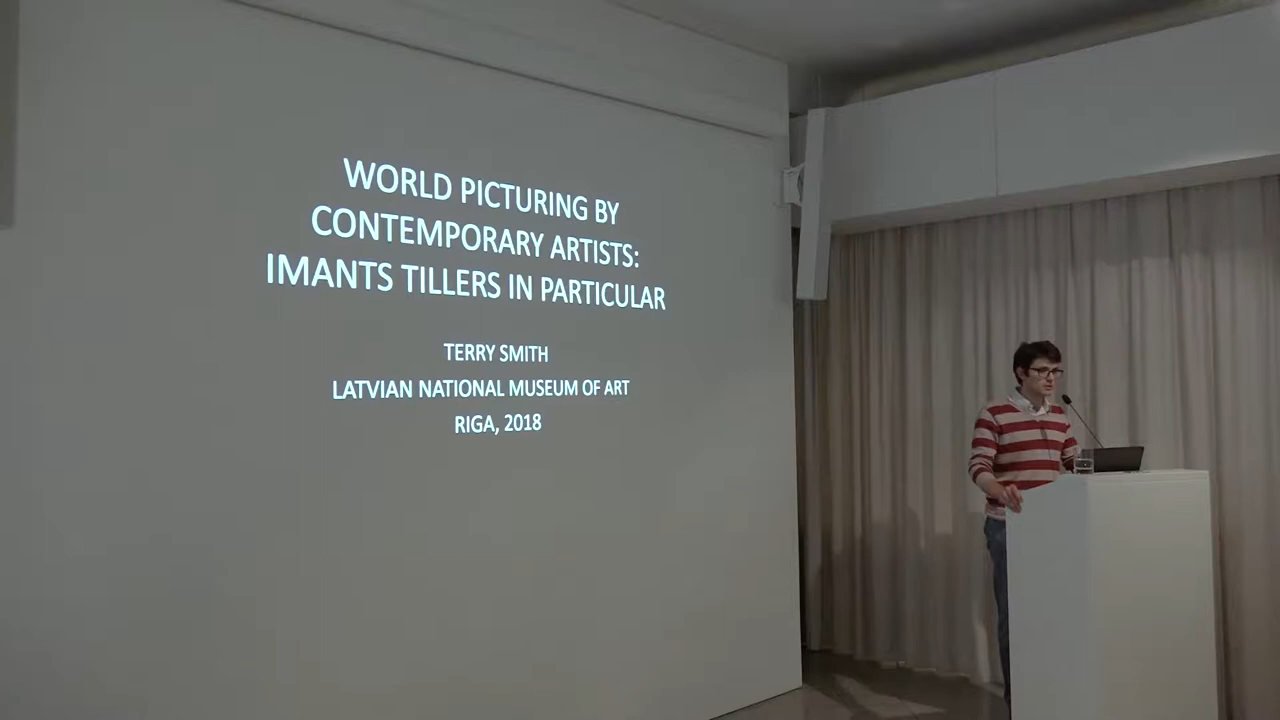 WORLD PICTURING BY
CONTEMPORARY ARTISTS:
IMANTS TILLERS IN PARTICULAR
TERRY SMITH
LATVIAN NATIONAL MUSEUM OF ART
RIGA, 2018